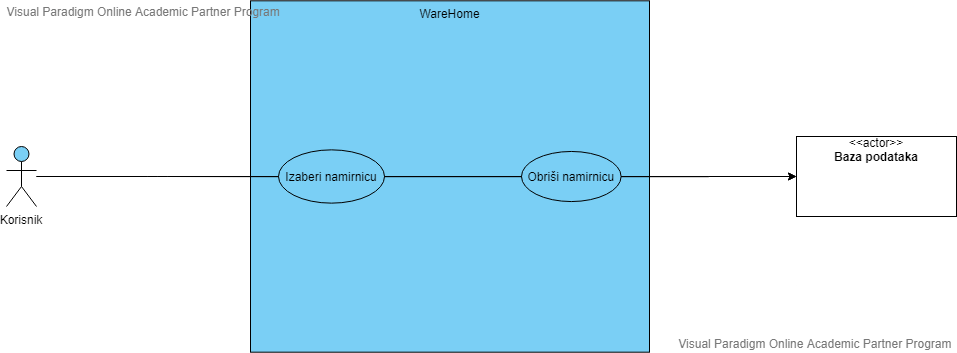 Visual Paradigm Online Academic Partner Program
WareHome
<<actor>>
Baza podataka
Izaberi namirnicu
Obriši namirnicu
Korisnik
Visual Paradigm Online Academic Partner Program